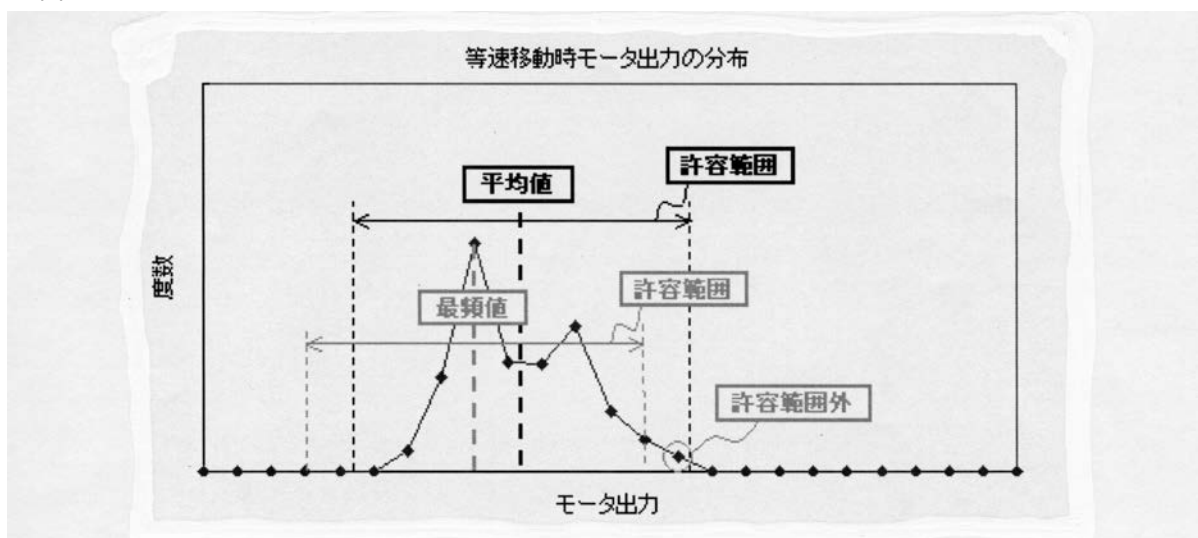 等速移動時モータ出力の分布
許容範囲
平均値
度数
許容範囲
最頻値
許容範囲外
モータ出力